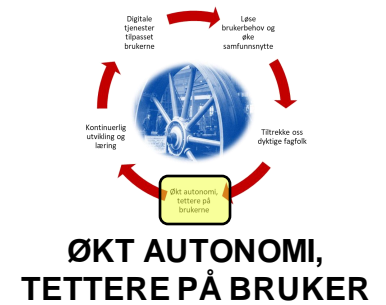 Digitale
tjenester
tilpasset
brukerne
Løse
brukerbehov og
øke
samfunnsnytte
Tiltrekke oss
dyktige fagfolk
Økt autonomi,
tettere på
brukerne
Kontinuerlig
utvikling og
læring
ØKT AUTONOMI,
TETTERE PÅ BRUKER